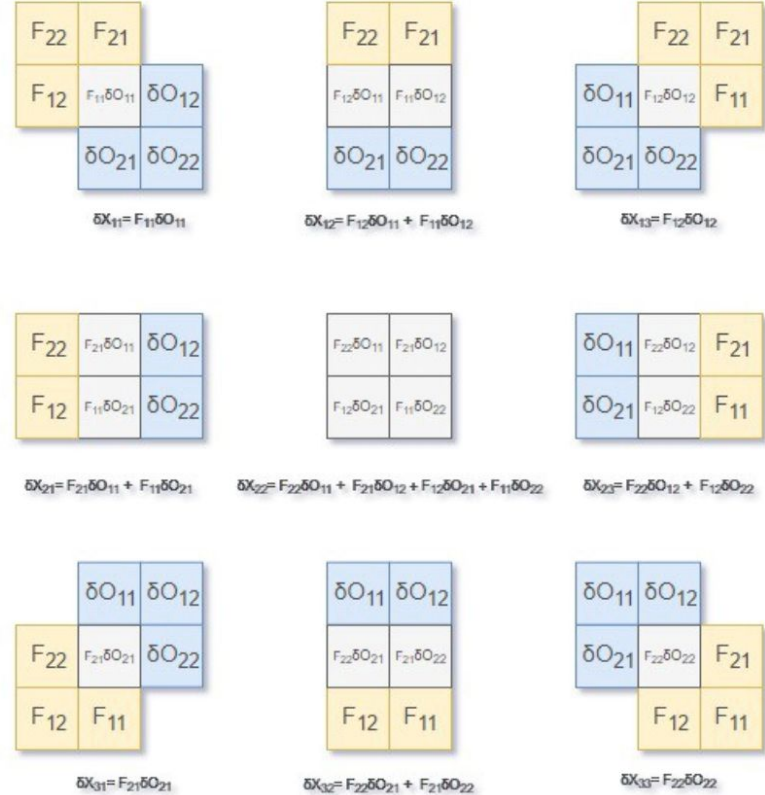 F₂₂ F₂₁ F₂₂ F₂₁ F₂₂ F₂₁
F₁₂ F₁₁δO₁₁ δO₁₂ F₁₂δO₁₁ F₁₁δO₁₂ δO₁₁ F₁₂δO₁₂ F₁₁
δO₂₁ δO₂₂ δO₂₁ δO₂₂ δO₂₁ δO₂₂
δX₁₁= F₁₁δO₁₁ δX₁₂= F₁₂δO₁₁ + F₁₁δO₁₂ δX₁₃= F₁₂δO₁₂
F₂₂ F₂₁δO₁₁ δO₁₂ F₂₂δO₁₁ F₂₁δO₁₂ δO₁₁ F₂₂δO₁₂ F₂₁
F₁₂ F₁₁δO₂₁ δO₂₂ F₁₂δO₂₁ F₁₁δO₂₂ δO₂₁ F₁₂δO₂₂ F₁₁
δX₂₁= F₂₁δO₁₁ + F₁₁δO₂₁ δX₂₂= F₂₂δO₁₁ + F₂₁δO₁₂ + F₁₂δO₂₁ + F₁₁δO₂₂ δX₂₃= F₂₂δO₁₂ + F₁₂δO₂₂
δO₁₁ δO₁₂ δO₁₁ δO₁₂ δO₁₁ δO₁₂
F₂₂ F₂₁δO₂₁ δO₂₂ F₂₂δO₂₁ F₂₁δO₂₂ δO₂₁ F₂₂δO₂₂ F₂₁
F₁₂ F₁₁ F₁₂ F₁₁ F₁₂ F₁₁
δX₃₁= F₂₁δO₂₁ δX₃₂= F₂₂δO₂₁ + F₂₁δO₂₂ δX₃₃= F₂₂δO₂₂